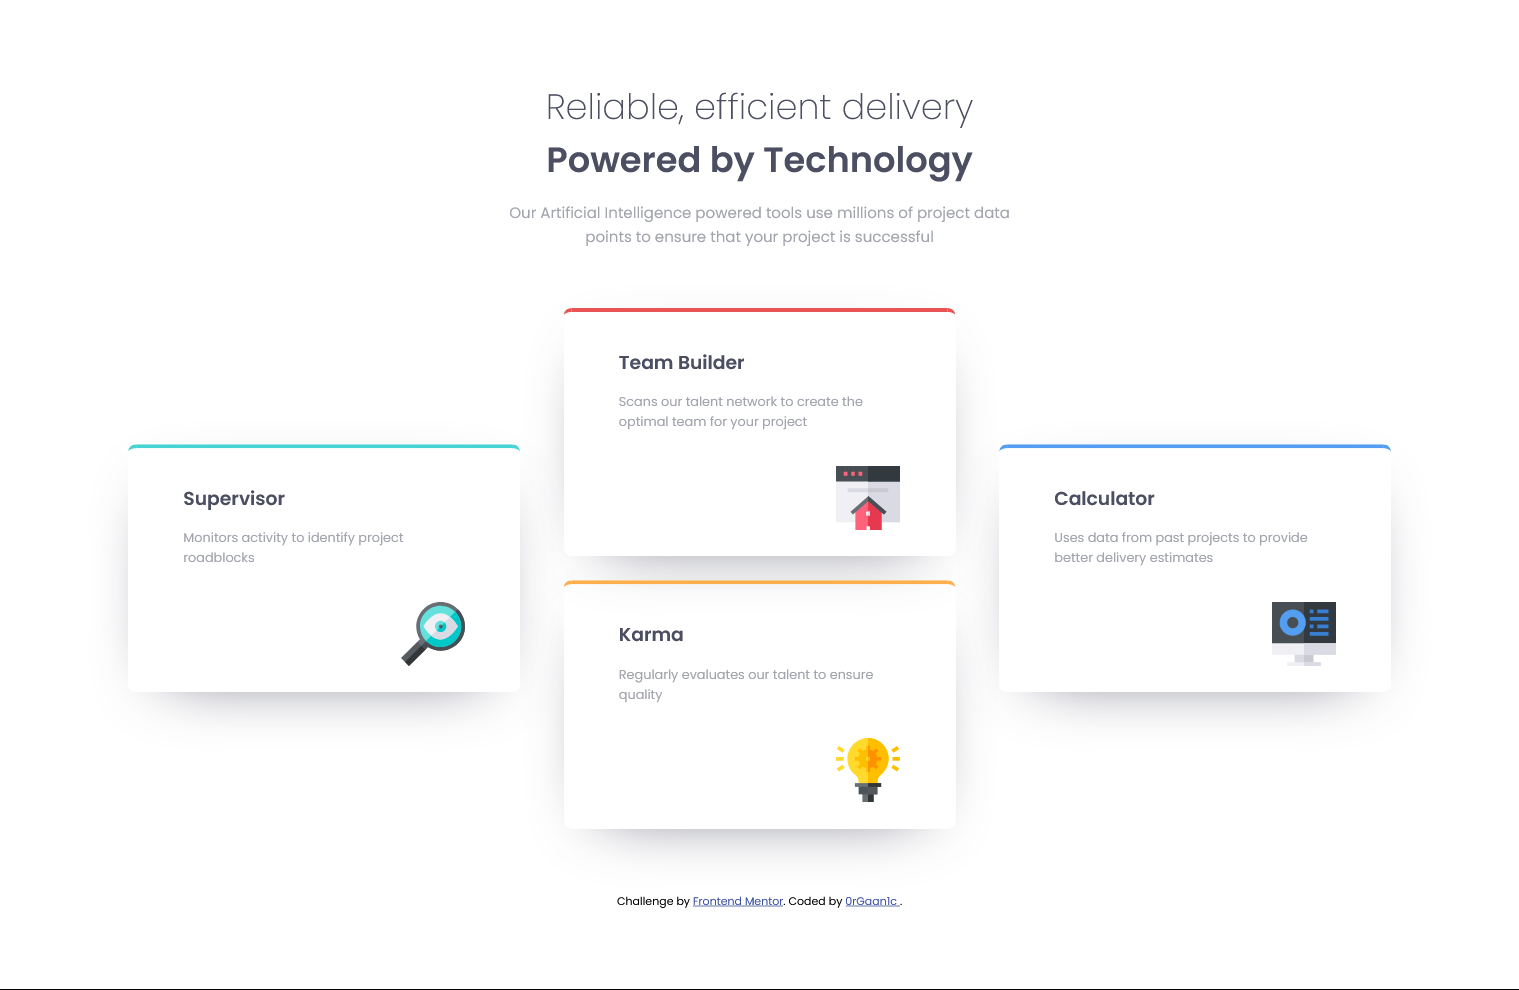 Reliable, efficient delivery
Powered by Technology
Our Artificial Intelligence powered tools use millions of project data
points to ensure that your project is successful
Team Builder
Scans our talent network to create the
optimal team for your project
Supervisor
Monitors activity to identify project
roadblocks
Calculator
Uses data from past projects to provide
better delivery estimates
Karma
Regularly evaluates our talent to ensure
quality
Challenge by Frontend Mentor. Coded by 0rGaan1c .